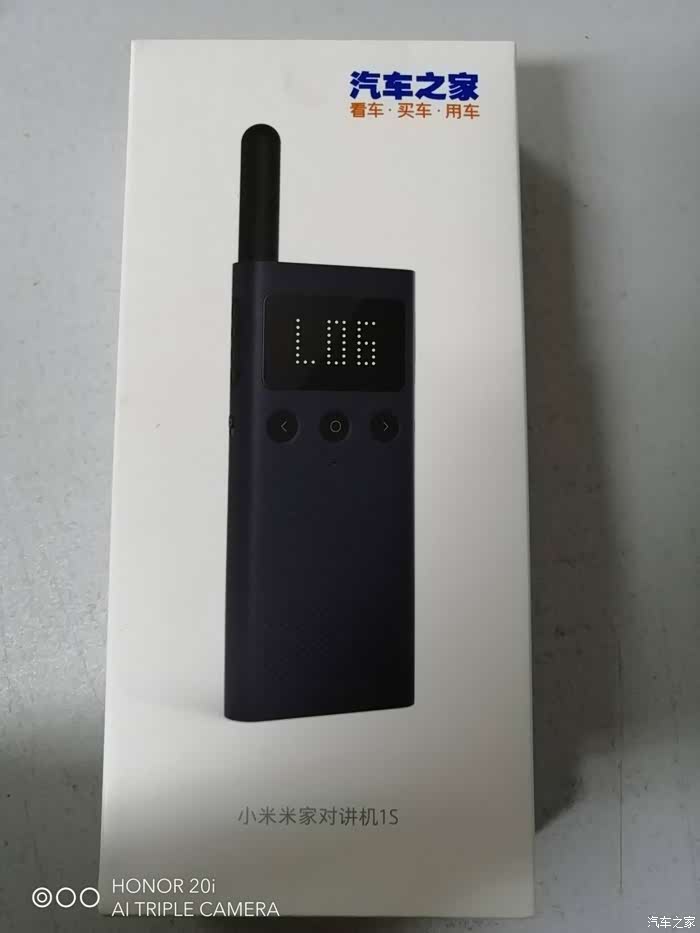 汽车之家
看车·买车·用车
L06
小米米家对讲机1S
HONOR 20i
AI TRIPLE CAMERA
汽车之家